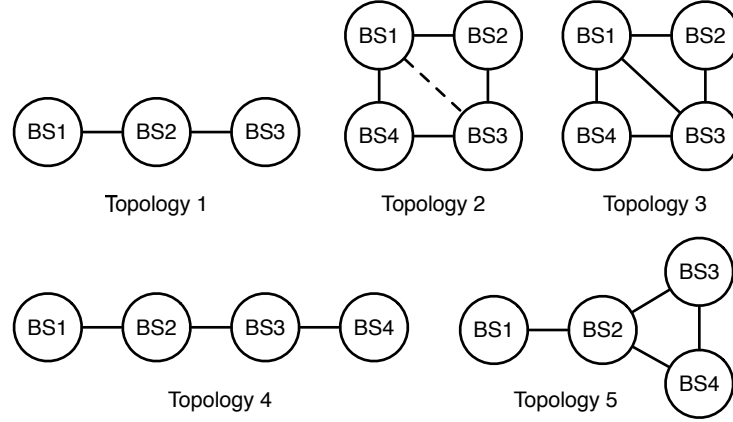 BS1 BS2 BS3
Topology 1
BS1 BS2
BS4 BS3
Topology 2
BS1 BS2
BS4 BS3
Topology 3
BS1 BS2 BS3 BS4
Topology 4
BS3
BS1 BS2
BS4
Topology 5